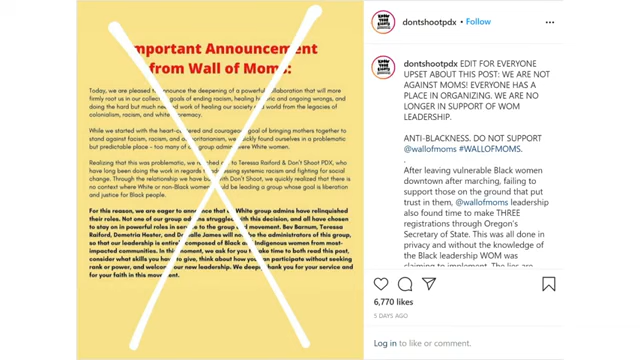 Important Announcement
from Wall of Moms:
Today, we are pleased to announce the deepening of a powerful collaboration that will more
firmly root us in our collective goals of ending racism, healing historic and ongoing wrongs, and
doing the hard but much needed work of healing our world from the legacies of
colonialism, racism, and white supremacy.
While we started with the heart-centered and courageous goal of bringing mothers together to
stand against fascism, racism, and authoritarianism, we quickly found ourselves in a problematic
but predictable place - too many of our group admins were White women.
Realizing that this was problematic, we reached out to Teresa Raiford & Don't Shoot PDX, who
have long been doing the work in regards to addressing systemic racism and fighting for social
change. Through the relationship we have built with Don't Shoot, we quickly realized that there is
no context where White or non-Black women should be leading a group whose goal is liberation
and justice for Black people.
For this reason, we are eager to announce that our White group admins have relinquished
their roles. Not one of our group admins struggled with this decision, and all have chosen
to stay on in powerful roles in service to the group and movement. Bev Barnum, Teresa
Raiford, Demetria Hester, and Danialle James will now be the administrators of this group,
so that our leadership is entirely composed of Black and Indigenous women from most-
impacted communities. In this moment, we ask for you to take time to both read this post,
consider what skills you have to give, think about how you can participate without seeking
rank or power, and welcome our new leadership. We deeply thank you for your service and
for your faith in this movement.
dontshootpdx • Follow
dontshootpdx EDIT FOR EVERYONE
UPSET ABOUT THIS POST: WE ARE NOT
AGAINST MOMS! EVERYONE HAS A
PLACE IN ORGANIZING. WE ARE NO
LONGER IN SUPPORT OF WOM
LEADERSHIP.
ANTI-BLACKNESS. DO NOT SUPPORT
@wallofmoms #WALLOFMOMS.
.
After leaving vulnerable Black women
downtown after marching, failing to
support those on the ground that put
trust in them, @wallofmoms leadership
also found time to make THREE
registrations through Oregon's
Secretary of State. This was all done in
privacy and without the knowledge of
the Black leadership WOM was
claiming to implement. The lies are
6,770 likes
5 DAYS AGO
Log in to like or comment.